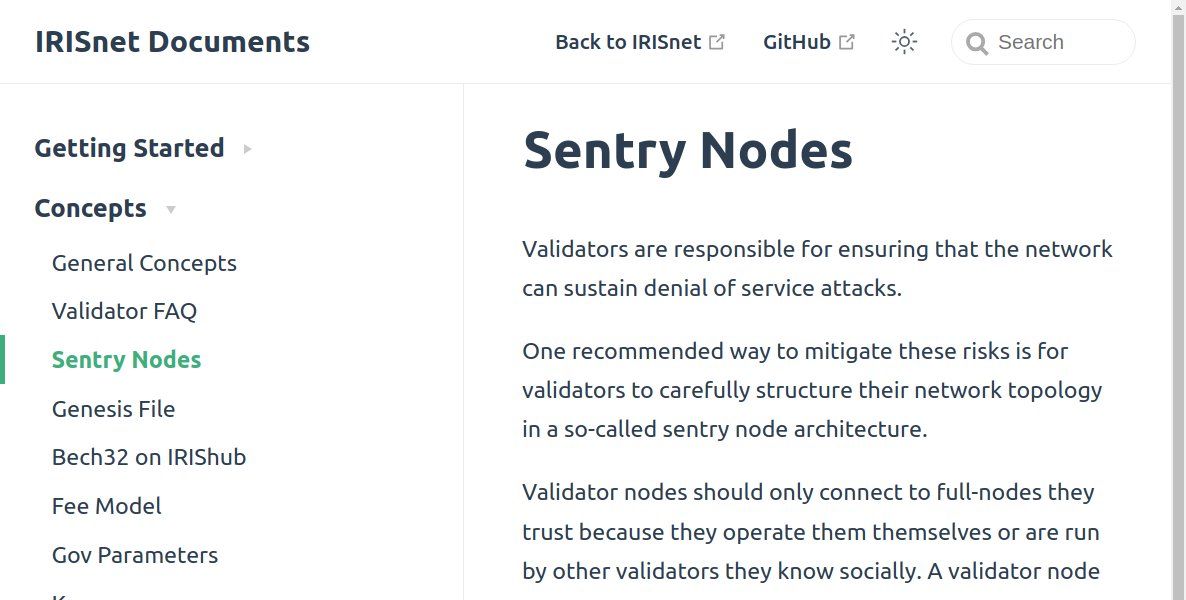 IRISnet Documents
Back to IRISnet
GitHub
Search
Getting Started
Concepts
General Concepts
Validator FAQ
Sentry Nodes
Genesis File
Bech32 on IRIShub
Fee Model
Gov Parameters
Sentry Nodes
Validators are responsible for ensuring that the network
can sustain denial of service attacks.
One recommended way to mitigate these risks is for
validators to carefully structure their network topology
in a so-called sentry node architecture.
Validator nodes should only connect to full-nodes they
trust because they operate them themselves or are run
by other validators they know socially. A validator node